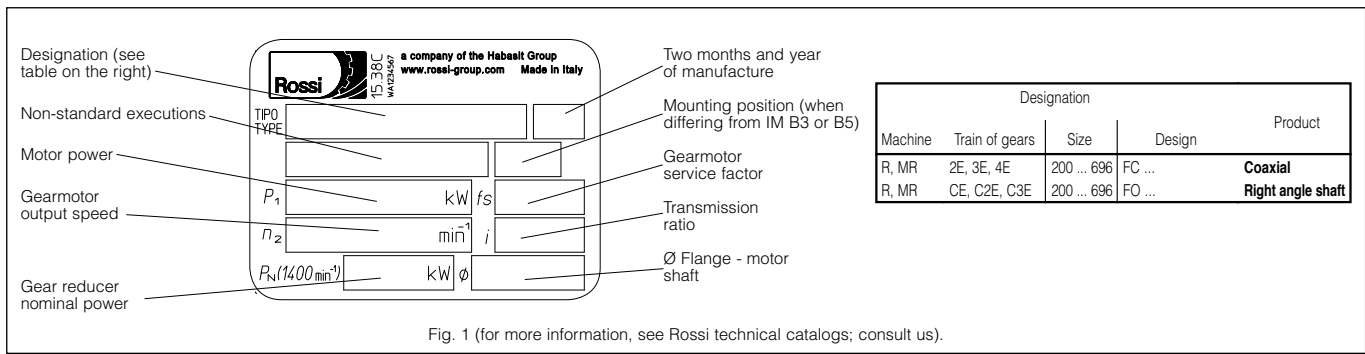 Designation (see
table on the right)
Non-standard executions
Motor power
Gearmotor
output speed
Gear reducer
nominal power
Rossi
15.38C
WA1234567
a company of the Habasit Group
www.rossi-group.com Made in Italy
TIPO
TYPE
P₁ kW fs
n₂ min⁻¹ i
P_N (1400 min⁻¹) kW ϕ
Two months and year
of manufacture
Mounting position (when
differing from IM B3 or B5)
Gearmotor
service factor
Transmission
ratio
Ø Flange - motor
shaft
Designation
Product
Machine Train of gears Size Design
R, MR 2E, 3E, 4E 200 ... 696 FC ... Coaxial
R, MR CE, C2E, C3E 200 ... 696 FO ... Right angle shaft
Fig. 1 (for more information, see Rossi technical catalogs; consult us).